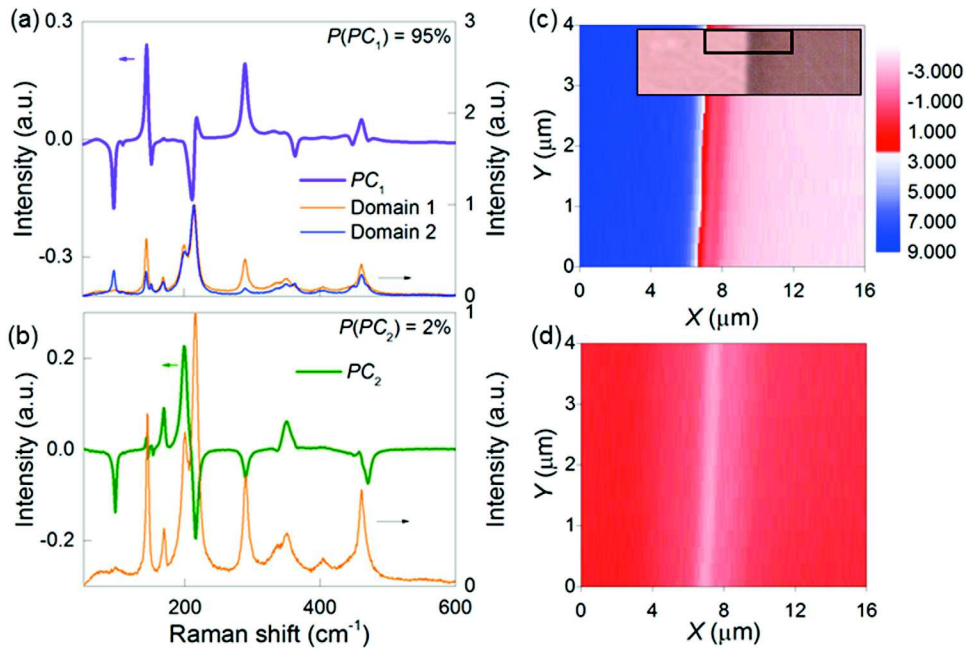 (a)
0.3
0.0
-0.3
Intensity (a.u.)
P(PC1) = 95%
3
2
1
0
Intensity (a.u.)
PC1
Domain 1
Domain 2
(b)
0.2
0.0
-0.2
Intensity (a.u.)
P(PC2) = 2%
1
0
Intensity (a.u.)
PC2
200
400
600
Raman shift (cm-1)
(c)
4
3
2
1
0
Y (μm)
0
4
8
12
16
X (μm)
-3.000
-1.000
1.000
3.000
5.000
7.000
9.000
(d)
4
3
2
1
0
Y (μm)
0
4
8
12
16
X (μm)